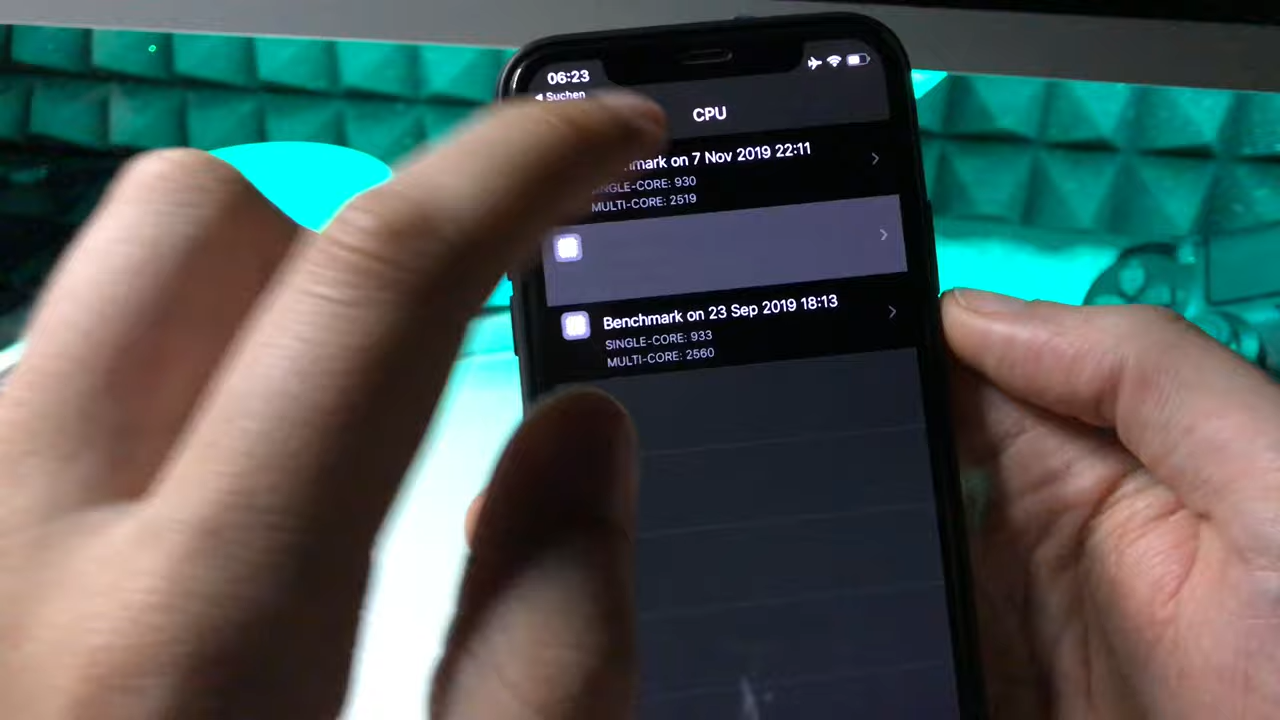 06:23
Suchen
CPU
on 7 Nov 2019 22:11
SINGLE-CORE: 930
MULTI-CORE: 2519
Benchmark on 23 Sep 2019 18:13
SINGLE-CORE: 933
MULTI-CORE: 2560